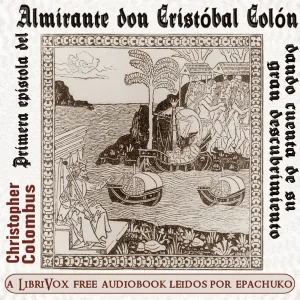 Christopher
Colombus
Primera epistola del
Almirante don Cristóbal Colón
dando cuenta de su
gran descubrimiento
A LIBRIVOX FREE AUDIOBOOK LEIDOS POR EPACHUKO